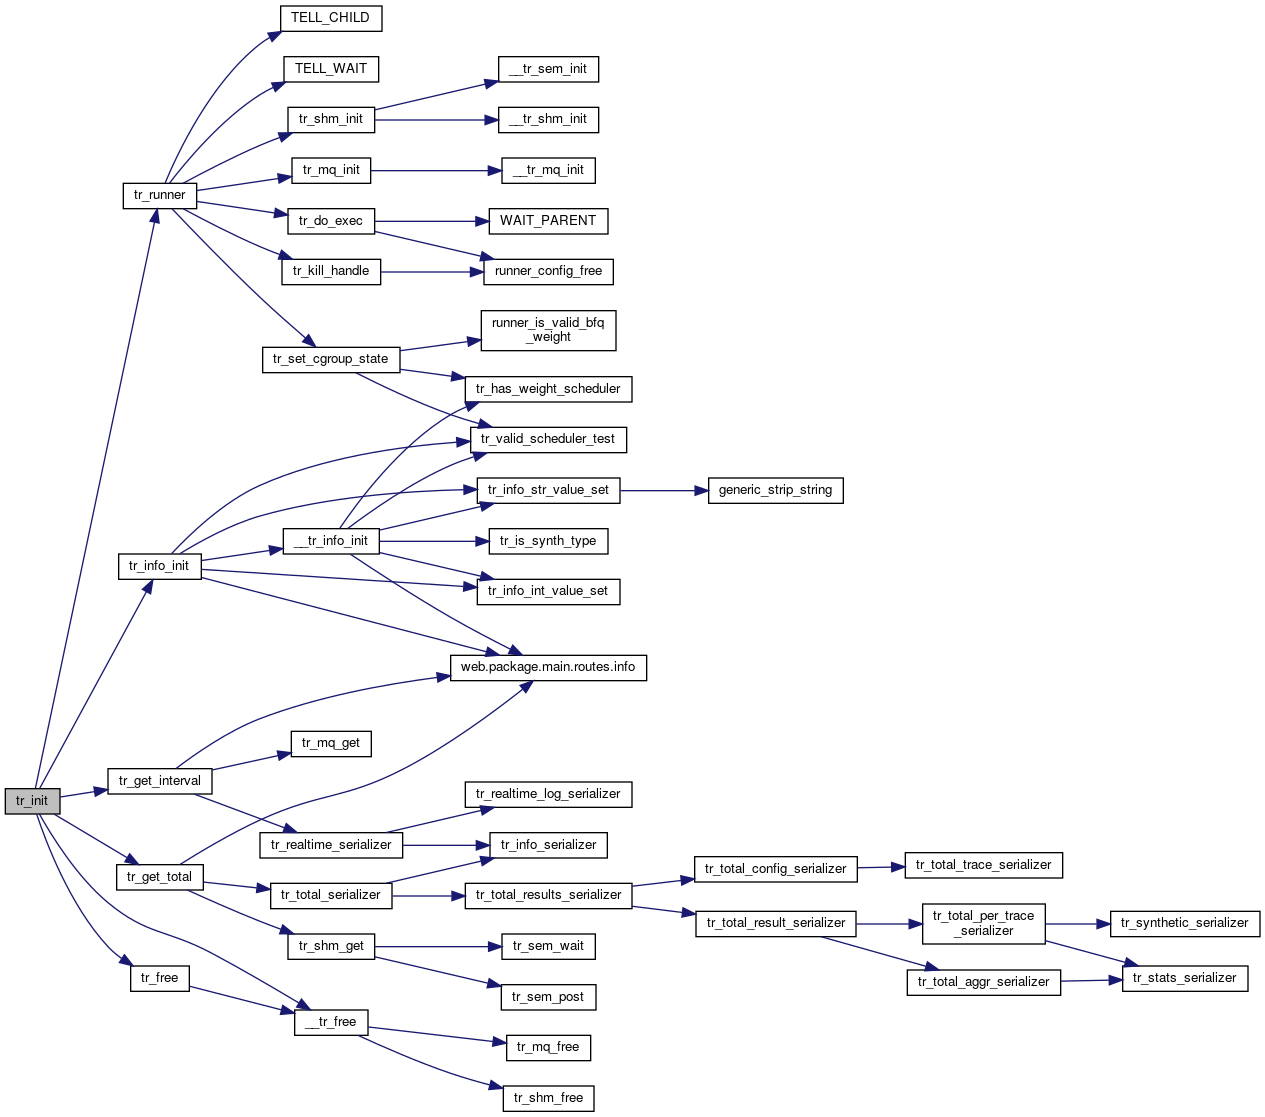 TELL_CHILD
TELL_WAIT
__tr_sem_init
tr_shm_init
__tr_shm_init
tr_mq_init
__tr_mq_init
tr_runner
tr_do_exec
WAIT_PARENT
tr_kill_handle
runner_config_free
runner_is_valid_bfq
_weight
tr_set_cgroup_state
tr_has_weight_scheduler
tr_valid_scheduler_test
tr_info_str_value_set
generic_strip_string
__tr_info_init
tr_is_synth_type
tr_info_init
tr_info_int_value_set
web.package.main.routes.info
tr_mq_get
tr_get_interval
tr_realtime_log_serializer
tr_init
tr_realtime_serializer
tr_info_serializer
tr_total_config_serializer
tr_total_trace_serializer
tr_get_total
tr_total_serializer
tr_total_results_serializer
tr_total_result_serializer
tr_total_per_trace
_serializer
tr_synthetic_serializer
tr_shm_get
tr_sem_wait
tr_free
tr_total_aggr_serializer
tr_stats_serializer
tr_sem_post
__tr_free
tr_mq_free
tr_shm_free